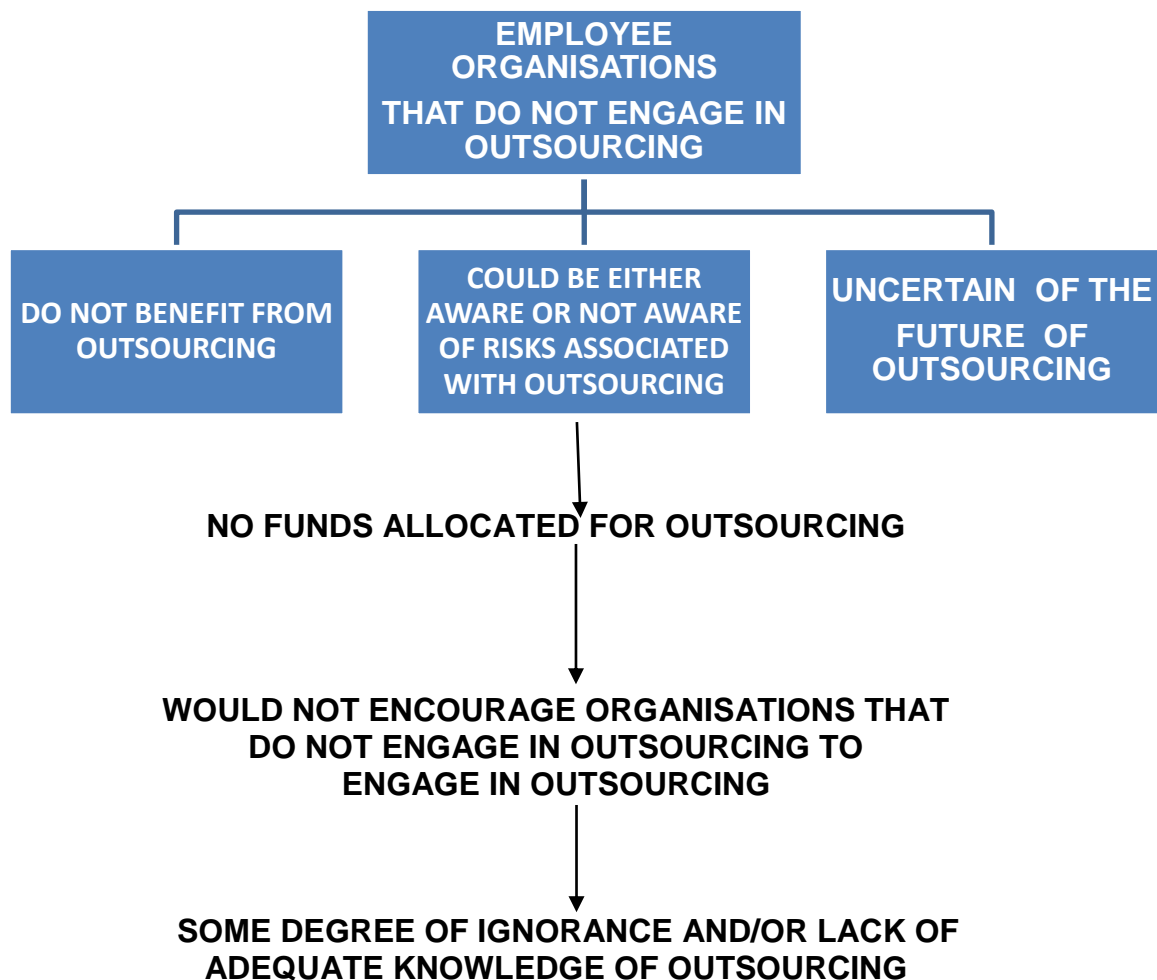 EMPLOYEE
ORGANISATIONS
THAT DO NOT ENGAGE IN
OUTSOURCING
DO NOT BENEFIT FROM
OUTSOURCING
COULD BE EITHER
AWARE OR NOT AWARE
OF RISKS ASSOCIATED
WITH OUTSOURCING
UNCERTAIN OF THE
FUTURE OF
OUTSOURCING
NO FUNDS ALLOCATED FOR OUTSOURCING
WOULD NOT ENCOURAGE ORGANISATIONS THAT
DO NOT ENGAGE IN OUTSOURCING TO
ENGAGE IN OUTSOURCING
SOME DEGREE OF IGNORANCE AND/OR LACK OF
ADEQUATE KNOWLEDGE OF OUTSOURCING